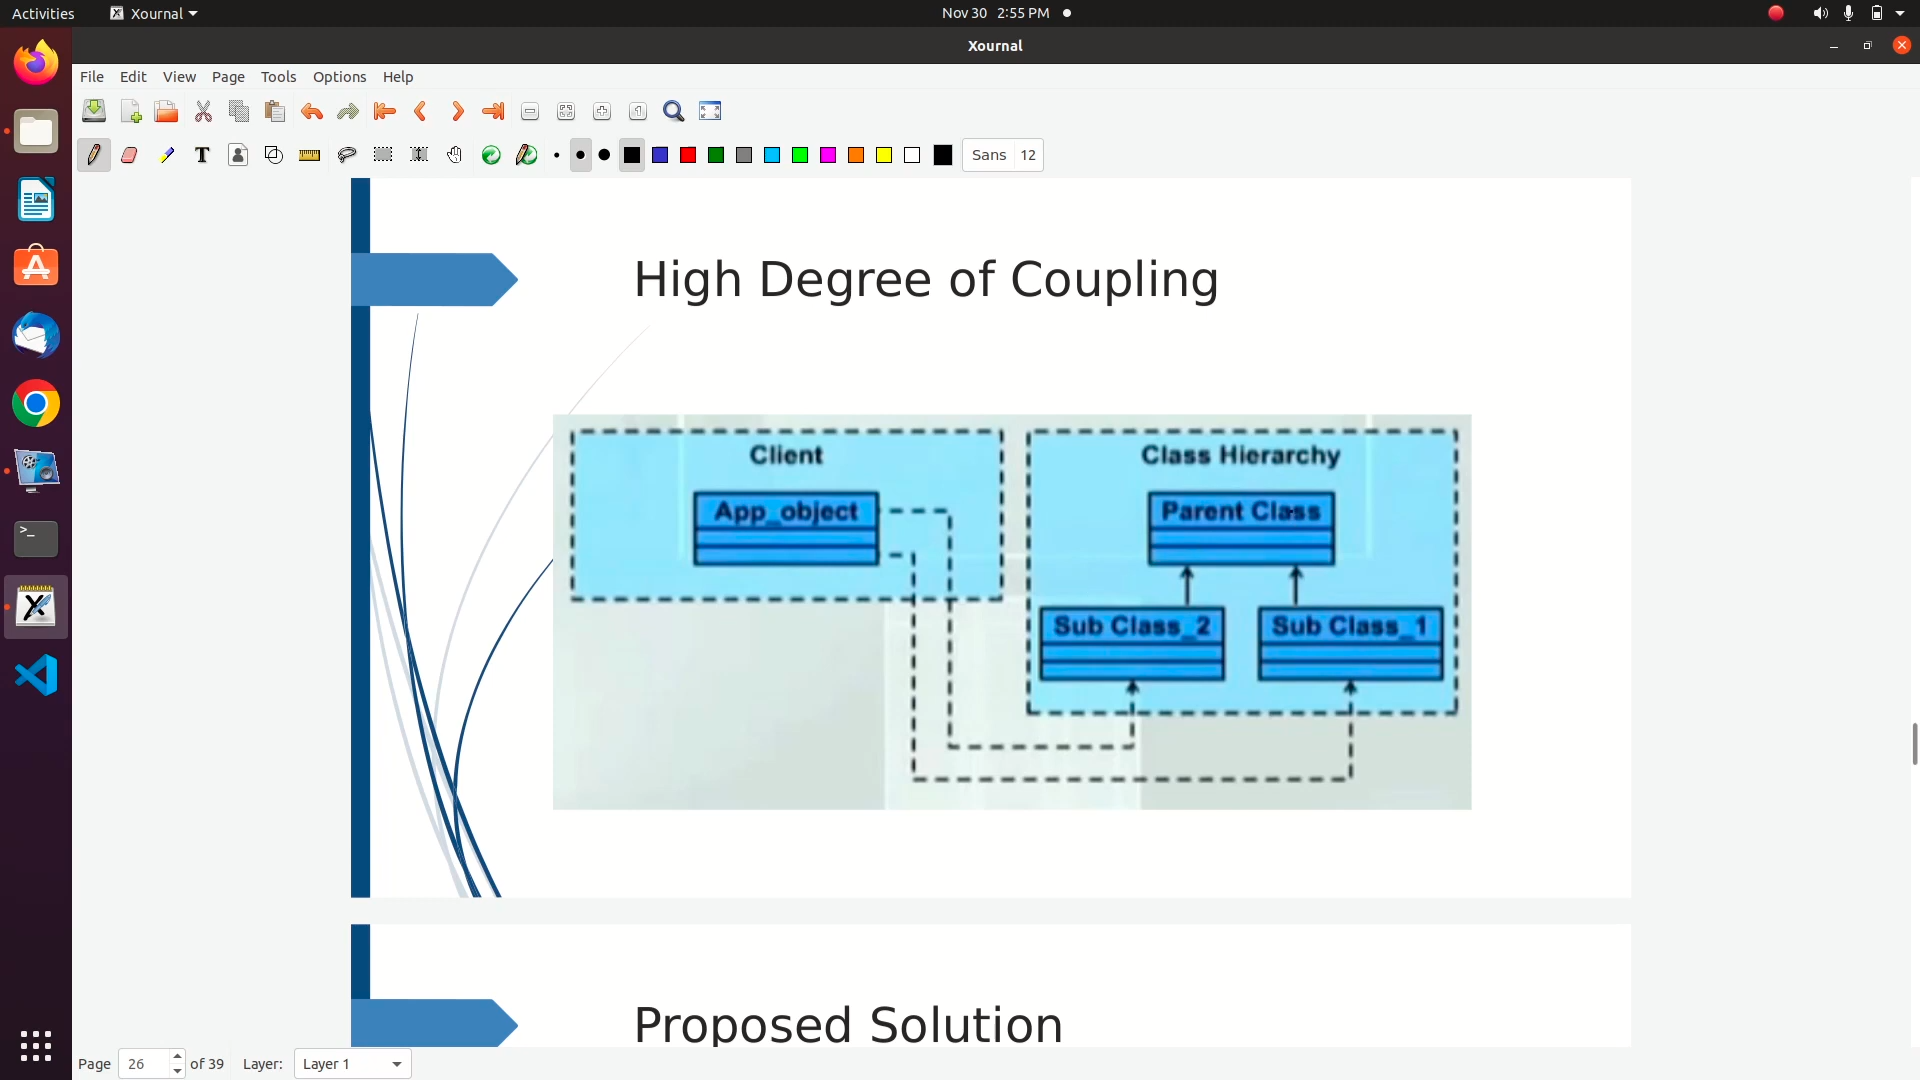 Activities
Xournal
Nov 30 2:55 PM
Xournal
File Edit View Page Tools Options Help
Sans 12
High Degree of Coupling
Client
Class Hierarchy
App_object
Parent Class
Sub Class_2
Sub Class_1
Proposed Solution
Page 26 of 39 Layer: Layer 1